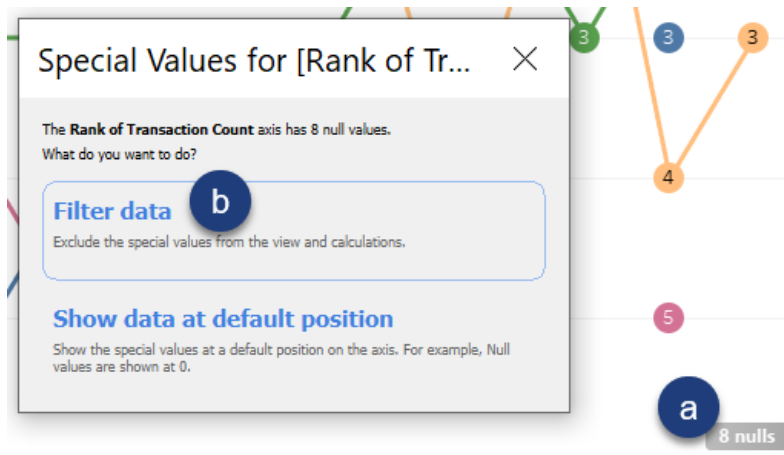 Special Values for [Rank of Tr...
The Rank of Transaction Count axis has 8 null values.
What do you want to do?
Filter data
b
Exclude the special values from the view and calculations.
Show data at default position
Show the special values at a default position on the axis. For example, Null
values are shown at 0.
3
3
3
4
5
a
8 nulls